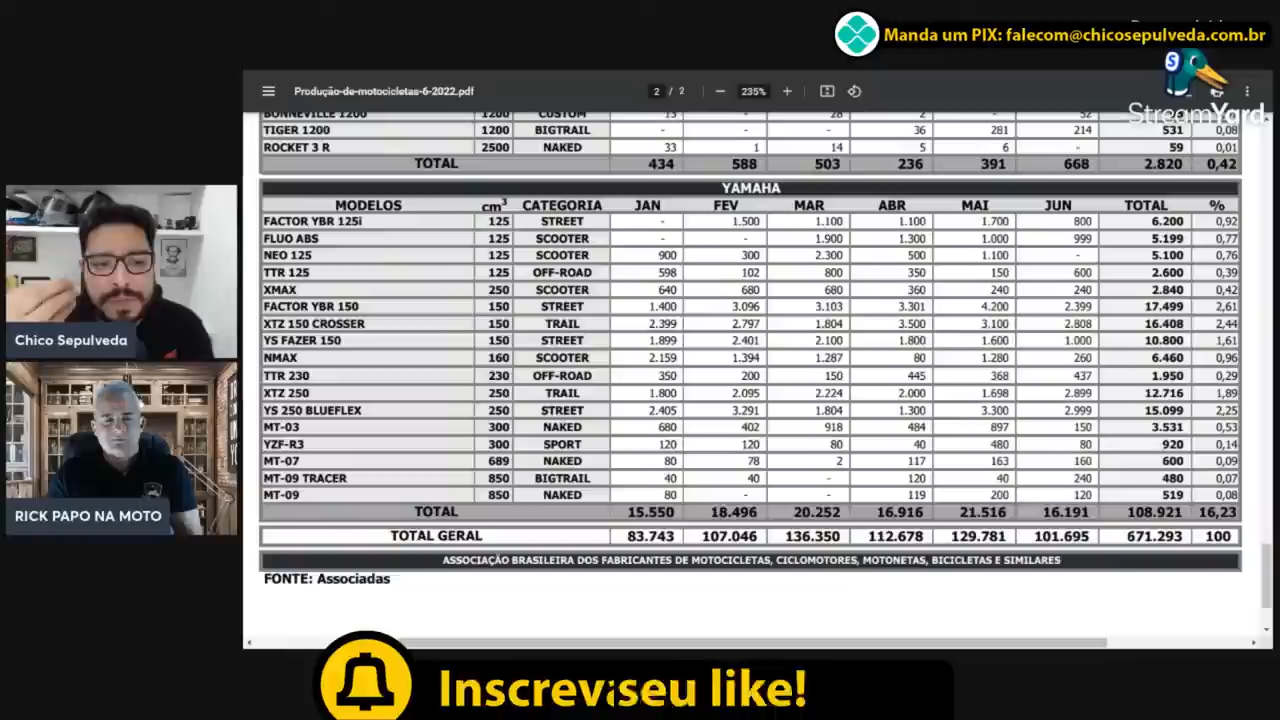 Manda um PIX: falecom@chicosepulveda.com.br
S
StreamYard
Produção-de-motocicletas-6-2022.pdf 2 / 2 — 235% +
BONNEVILLE 1200 1200 CUSTOM 15 - 28 2 - 52
TIGER 1200 1200 BIGTRAIL - - - 36 281 214 531 0,08
ROCKET 3 R 2500 NAKED 33 1 14 5 6 - 59 0,01
TOTAL 434 588 503 236 391 668 2.820 0,42
YAMAHA
MODELOS cm³ CATEGORIA JAN FEV MAR ABR MAI JUN TOTAL %
FACTOR YBR 125i 125 STREET - 1.500 1.100 1.100 1.700 800 6.200 0,92
FLUO ABS 125 SCOOTER - - 1.900 1.300 1.000 999 5.199 0,77
NEO 125 125 SCOOTER 900 300 2.300 500 1.100 - 5.100 0,76
TTR 125 125 OFF-ROAD 598 102 800 350 150 600 2.600 0,39
XMAX 250 SCOOTER 640 680 680 360 240 240 2.840 0,42
FACTOR YBR 150 150 STREET 1.400 3.096 3.103 3.301 4.200 2.399 17.499 2,61
XTZ 150 CROSSER 150 TRAIL 2.399 2.797 1.804 3.500 3.100 2.808 16.408 2,44
YS FAZER 150 150 STREET 1.899 2.401 2.100 1.800 1.600 1.000 10.800 1,61
NMAX 160 SCOOTER 2.159 1.394 1.287 80 1.280 260 6.460 0,96
TTR 230 230 OFF-ROAD 350 200 150 445 368 437 1.950 0,29
XTZ 250 250 TRAIL 1.800 2.095 2.224 2.000 1.698 2.899 12.716 1,89
YS 250 BLUEFLEX 250 STREET 2.405 3.291 1.804 1.300 3.300 2.999 15.099 2,25
MT-03 300 NAKED 680 402 918 484 897 150 3.531 0,53
YZF-R3 300 SPORT 120 120 80 40 480 80 920 0,14
MT-07 689 NAKED 80 78 2 117 163 160 600 0,09
MT-09 TRACER 850 BIGTRAIL 40 40 - 120 40 240 480 0,07
MT-09 850 NAKED 80 - - 119 200 120 519 0,08
TOTAL 15.550 18.496 20.252 16.916 21.516 16.191 108.921 16,23
TOTAL GERAL 83.743 107.046 136.350 112.678 129.781 101.695 671.293 100
ASSOCIAÇÃO BRASILEIRA DOS FABRICANTES DE MOTOCICLETAS, CICLOMOTORES, MOTONETAS, BICICLETAS E SIMILARES
FONTE: Associadas
Chico Sepulveda
RICK PAPO NA MOTO
seu like!